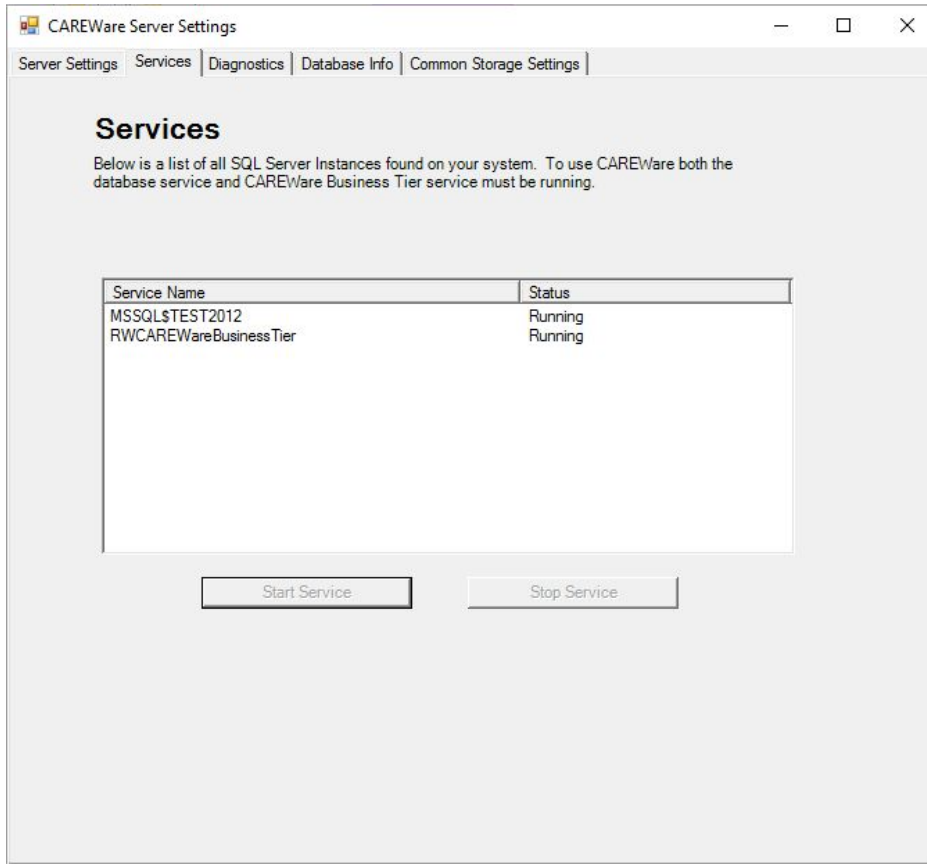 CAREWare Server Settings
Server Settings Services Diagnostics Database Info Common Storage Settings
Services
Below is a list of all SQL Server Instances found on your system. To use CAREWare both the
database service and CAREWare Business Tier service must be running.
Service Name Status
MSSQL$TEST2012 Running
RWCAREWareBusinessTier Running
Start Service Stop Service